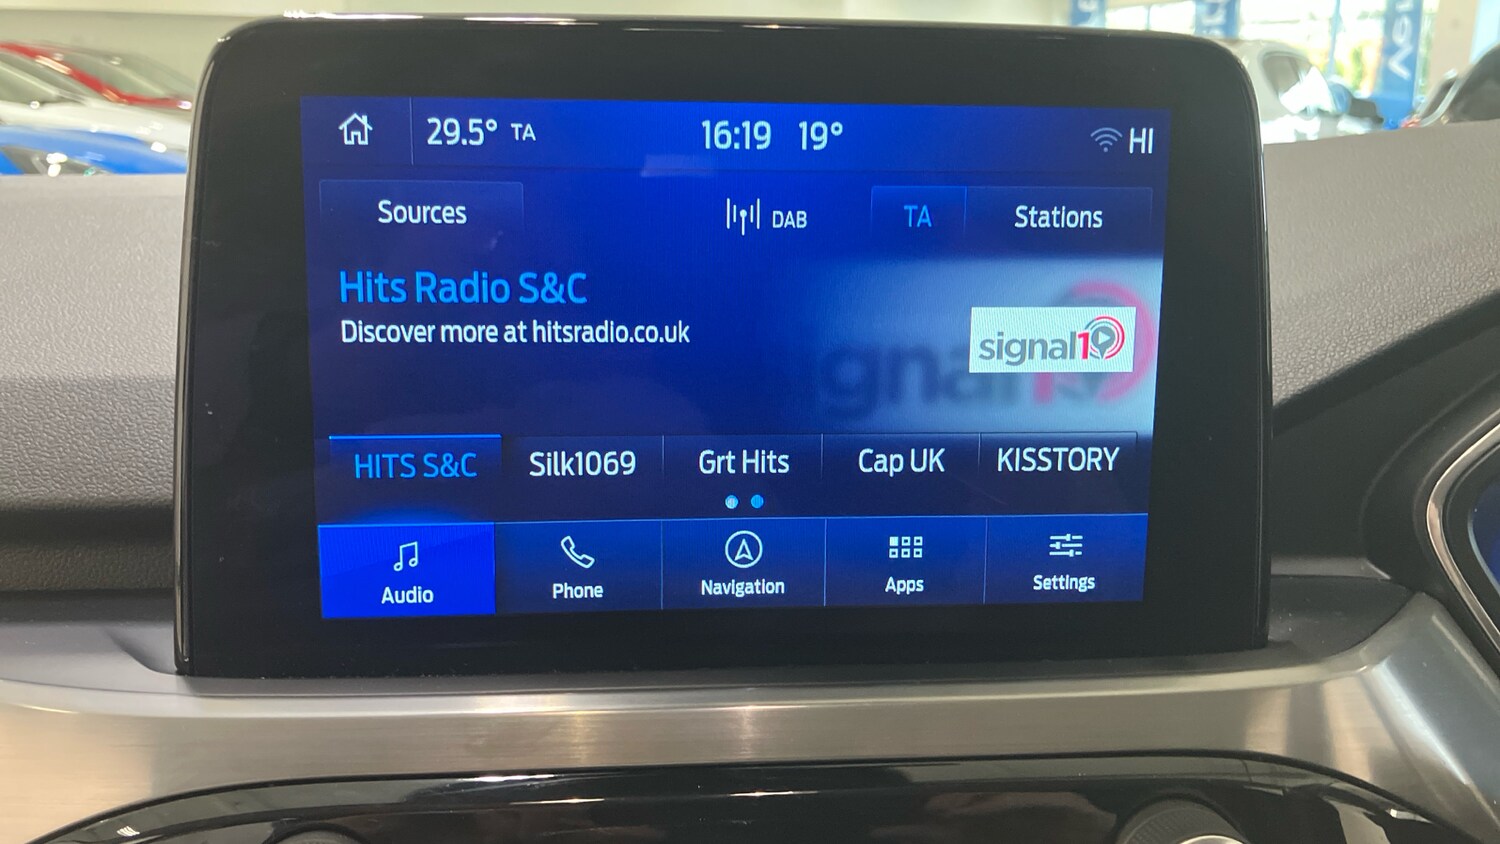 29.5° TA 16:19 19° HI
Sources DAB TA Stations
Hits Radio S&C
Discover more at hitsradio.co.uk
signal1
HITS S&C Silk1069 Grt Hits Cap UK KISSTORY
Audio Phone Navigation Apps Settings